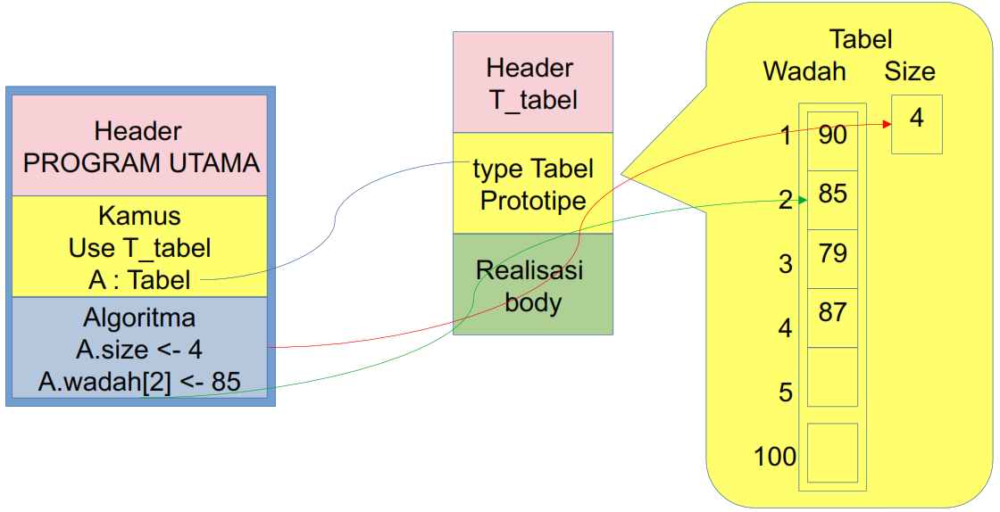 Header
PROGRAM UTAMA
Kamus
Use T_tabel
A : Tabel
Algoritma
A.size <- 4
A.wadah[2] <- 85
Header
T_tabel
type Tabel
Prototipe
Realisasi
body
Tabel
Wadah Size
4
1 90
2 85
3 79
4 87
5
100